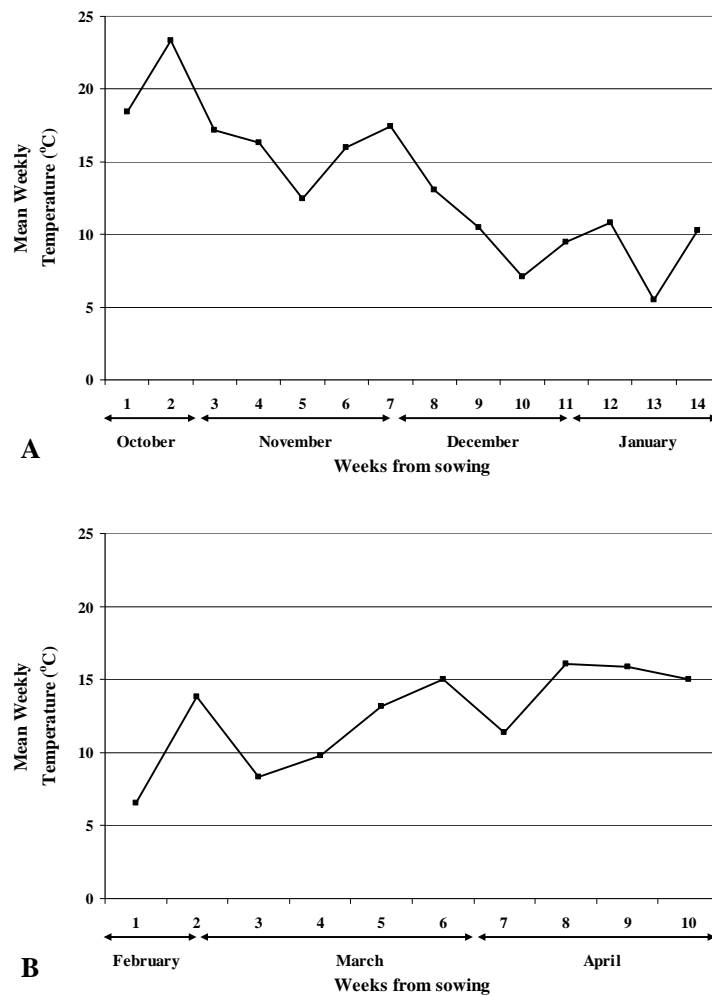 25
20
15
10
5
0
Mean Weekly
Temperature (°C)
1 2 3 4 5 6 7 8 9 10 11 12 13 14
October November December January
A
Weeks from sowing
25
20
15
10
5
0
Mean Weekly
Temperature (°C)
1 2 3 4 5 6 7 8 9 10
February March April
B
Weeks from sowing